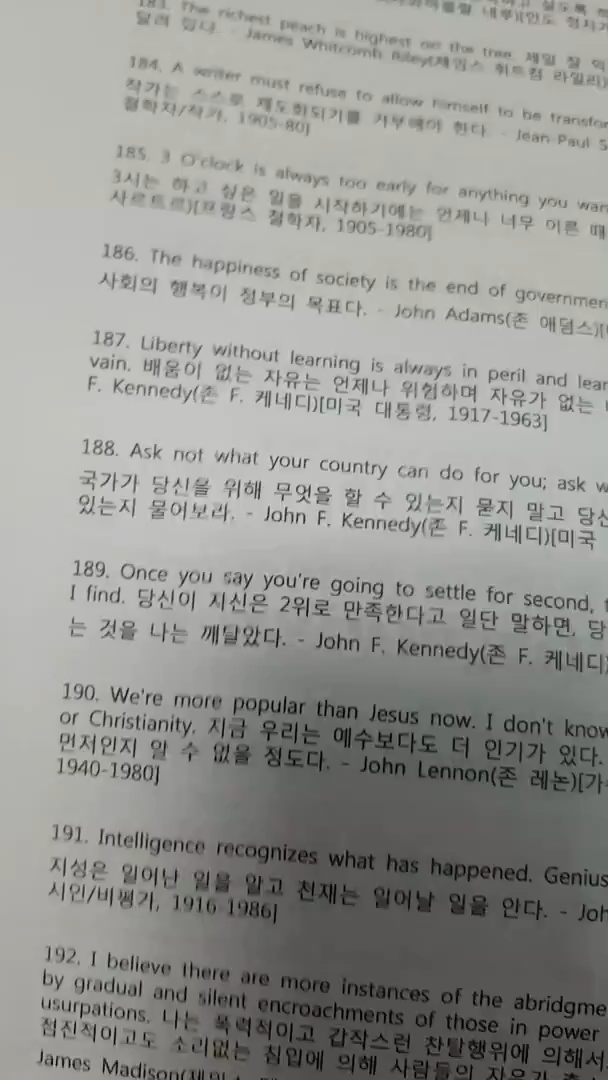 183. The richest peach is highest on the tree. 제일 잘
달려 있다. - James Whitcomb Riley(제임스 휘트컴 라일리)
184. A writer must refuse to allow himself to be transfor
작가는 스스로 제도화되기를 거부해야 한다. - Jean-Paul S
철학자/작가, 1905-80]
185. 3 O'clock is always too early for anything you wan
3시는 하고 싶은 일을 시작하기에는 언제나 너무 이른 때
사르트르)[프랑스 철학자, 1905-1980]
186. The happiness of society is the end of governmen
사회의 행복이 정부의 목표다. - John Adams(존 애덤스)[
187. Liberty without learning is always in peril and lear
vain. 배움이 없는 자유는 언제나 위험하며 자유가 없는
F. Kennedy(존 F. 케네디)[미국 대통령, 1917-1963]
188. Ask not what your country can do for you; ask w
국가가 당신을 위해 무엇을 할 수 있는지 묻지 말고 당신
있는지 물어보라. - John F. Kennedy(존 F. 케네디)[미국
189. Once you say you're going to settle for second, t
I find. 당신이 자신은 2위로 만족한다고 일단 말하면, 당
는 것을 나는 깨달았다. - John F. Kennedy(존 F. 케네디)
190. We're more popular than Jesus now. I don't know
or Christianity. 지금 우리는 예수보다도 더 인기가 있다.
먼저인지 알 수 없을 정도다. - John Lennon(존 레논)[가
1940-1980]
191. Intelligence recognizes what has happened. Genius
지성은 일어난 일을 알고 천재는 일어날 일을 안다. - Joh
시인/비평가, 1916-1986]
192. I believe there are more instances of the abridgme
by gradual and silent encroachments of those in power
usurpations. 나는 폭력적이고 갑작스런 찬탈행위에 의해서
점진적이고도 소리없는 침입에 의해 사람들의 자유가
James Madison(제임스